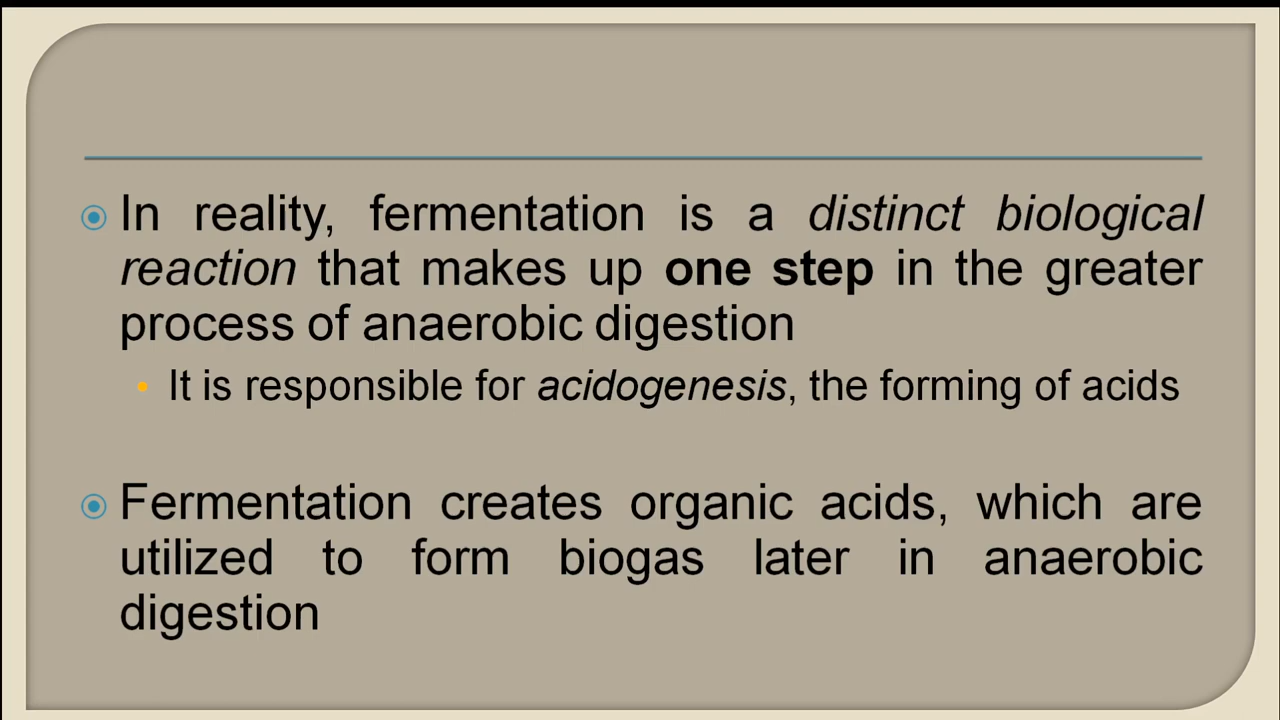 In reality, fermentation is a distinct biological
reaction that makes up one step in the greater
process of anaerobic digestion
It is responsible for acidogenesis, the forming of acids
Fermentation creates organic acids, which are
utilized to form biogas later in anaerobic
digestion